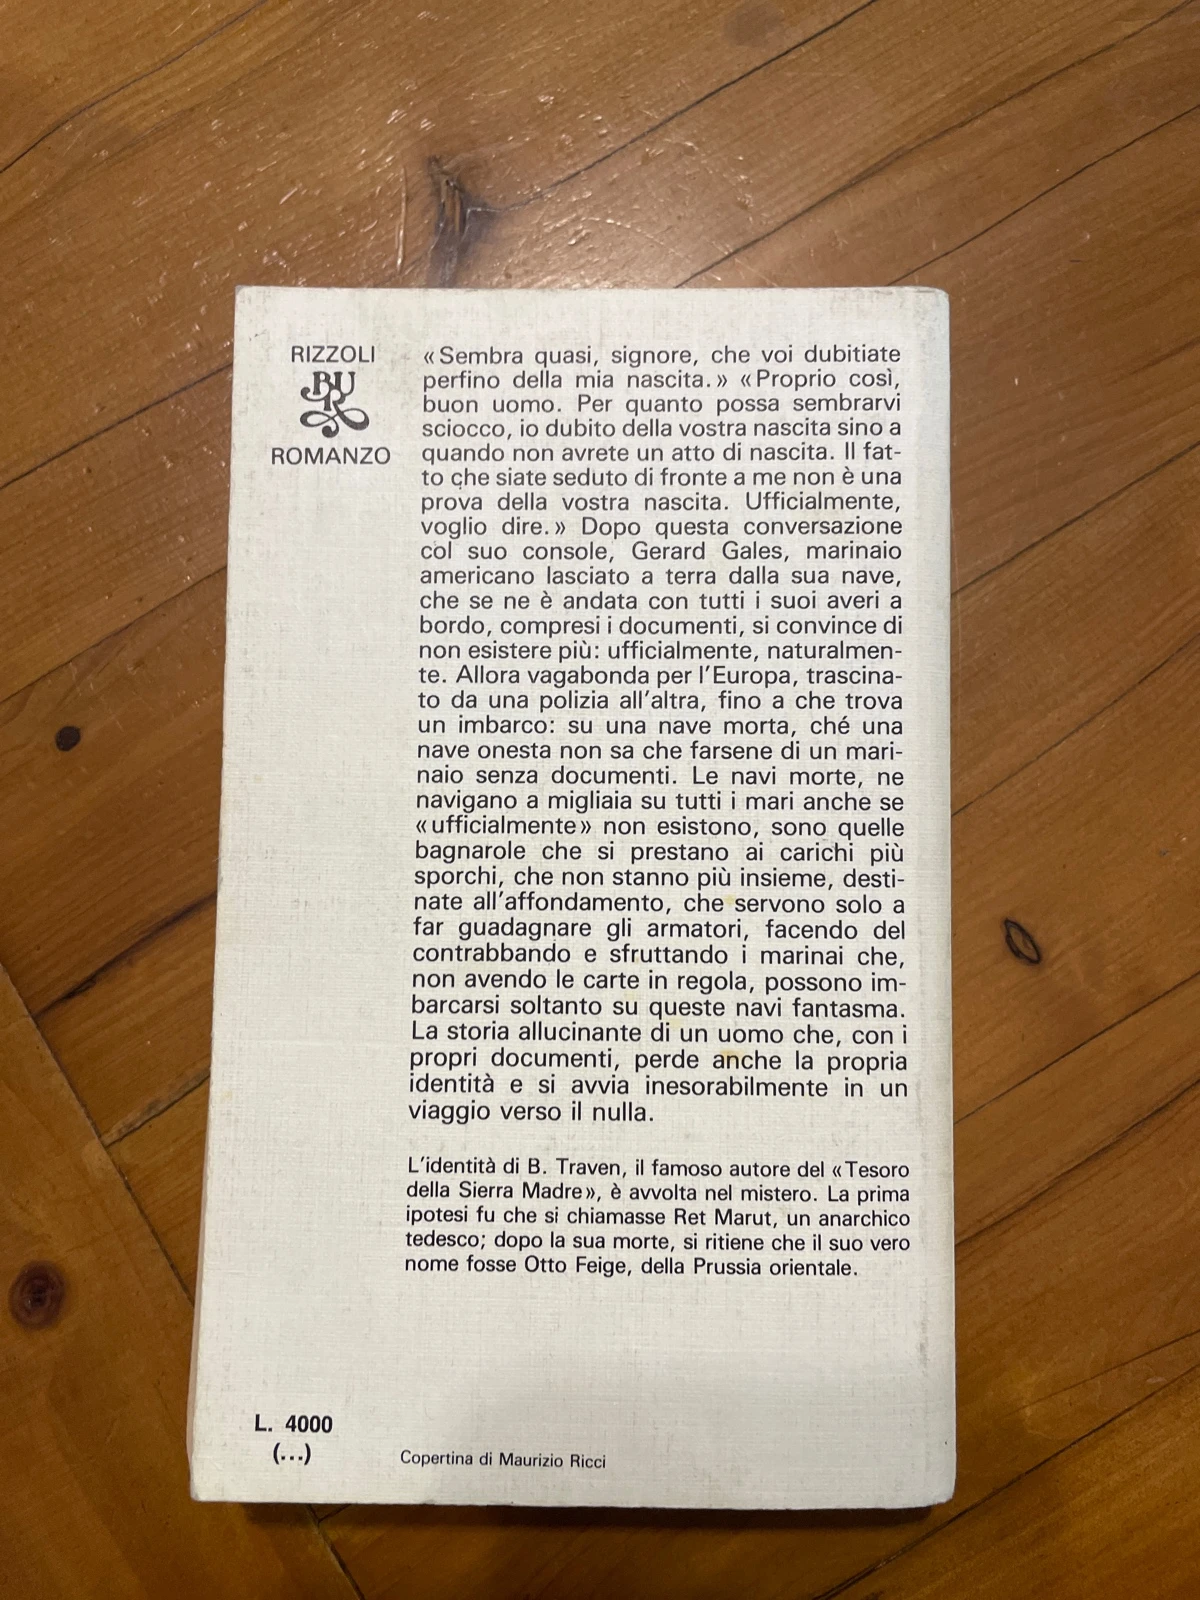 RIZZOLI
BUR
ROMANZO
«Sembra quasi, signore, che voi dubitiate
perfino della mia nascita.» «Proprio così,
buon uomo. Per quanto possa sembrarvi
sciocco, io dubito della vostra nascita sino a
quando non avrete un atto di nascita. Il fat-
to che siate seduto di fronte a me non è una
prova della vostra nascita. Ufficialmente,
voglio dire.» Dopo questa conversazione
col suo console, Gerard Gales, marinaio
americano lasciato a terra dalla sua nave,
che se ne è andata con tutti i suoi averi a
bordo, compresi i documenti, si convince di
non esistere più: ufficialmente, naturalmen-
te. Allora vagabonda per l'Europa, trascina-
to da una polizia all'altra, fino a che trova
un imbarco: su una nave morta, ché una
nave onesta non sa che farsene di un mari-
naio senza documenti. Le navi morte, ne
navigano a migliaia su tutti i mari anche se
«ufficialmente» non esistono, sono quelle
bagnarole che si prestano ai carichi più
sporchi, che non stanno più insieme, desti-
nate all'affondamento, che servono solo a
far guadagnare gli armatori, facendo del
contrabbando e sfruttando i marinai che,
non avendo le carte in regola, possono im-
barcarsi soltanto su queste navi fantasma.
La storia allucinante di un uomo che, con i
propri documenti, perde anche la propria
identità e si avvia inesorabilmente in un
viaggio verso il nulla.
L'identità di B. Traven, il famoso autore del «Tesoro
della Sierra Madre», è avvolta nel mistero. La prima
ipotesi fu che si chiamasse Ret Marut, un anarchico
tedesco; dopo la sua morte, si ritiene che il suo vero
nome fosse Otto Feige, della Prussia orientale.
L. 4000
(...)
Copertina di Maurizio Ricci